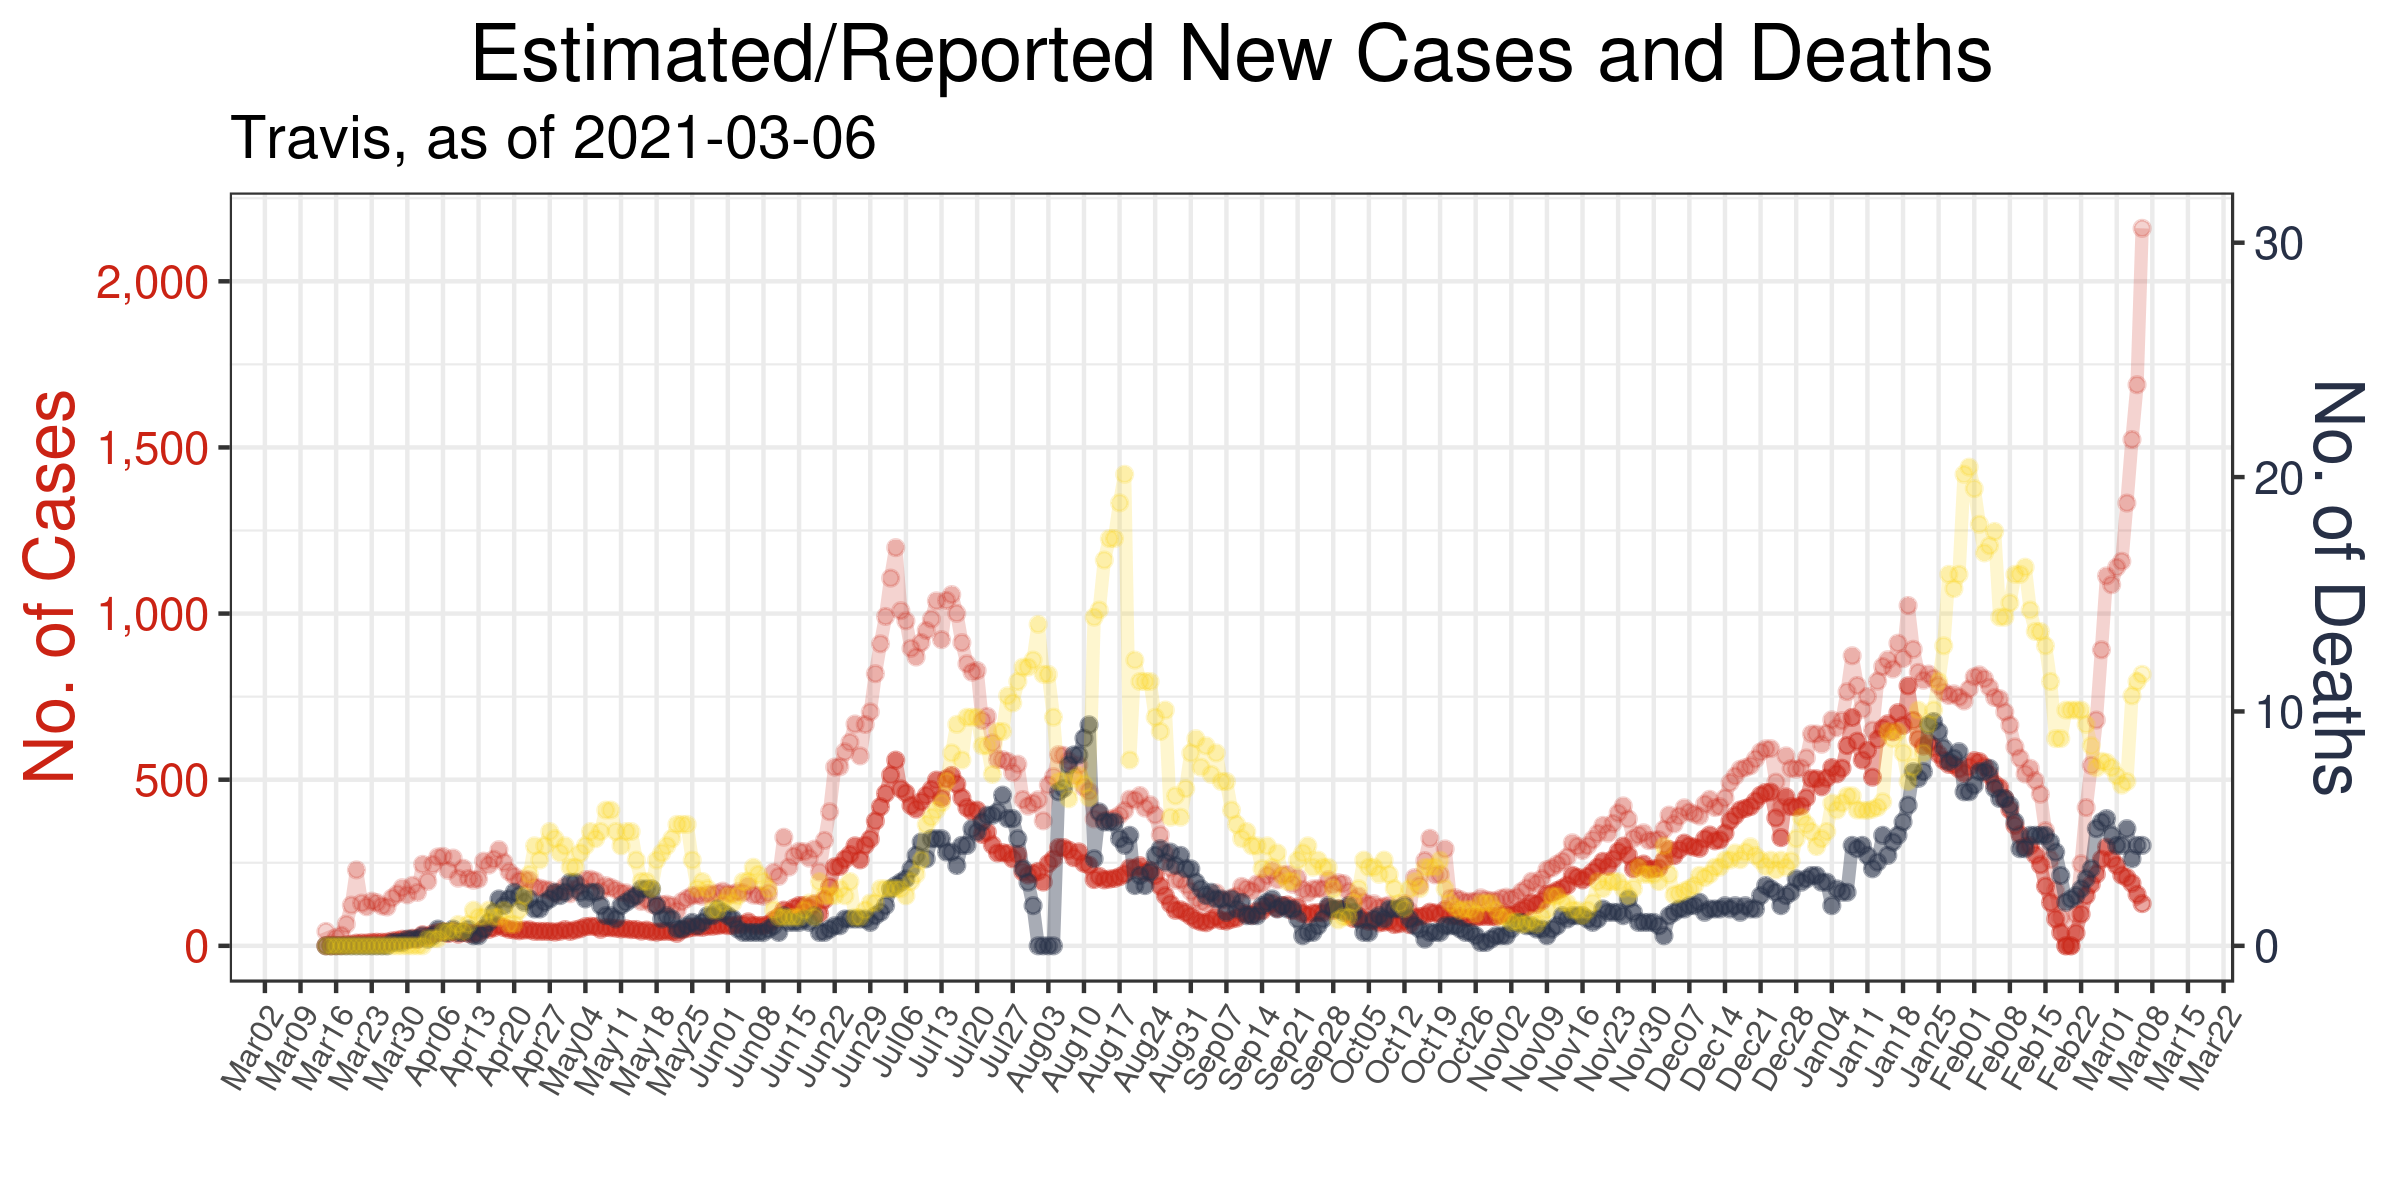 Estimated/Reported New Cases and Deaths
Travis, as of 2021-03-06
No. of Cases
2,000
1,500
1,000
500
0
30
20
10
0
No. of Deaths
Mar02
Mar09
Mar16
Mar23
Mar30
Apr06
Apr13
Apr20
Apr27
May04
May11
May18
May25
Jun01
Jun08
Jun15
Jun22
Jun29
Jul06
Jul13
Jul20
Jul27
Aug03
Aug10
Aug17
Aug24
Aug31
Sep07
Sep14
Sep21
Sep28
Oct05
Oct12
Oct19
Oct26
Nov02
Nov09
Nov16
Nov23
Nov30
Dec07
Dec14
Dec21
Dec28
Jan04
Jan11
Jan18
Jan25
Feb01
Feb08
Feb15
Feb22
Mar01
Mar08
Mar15
Mar22